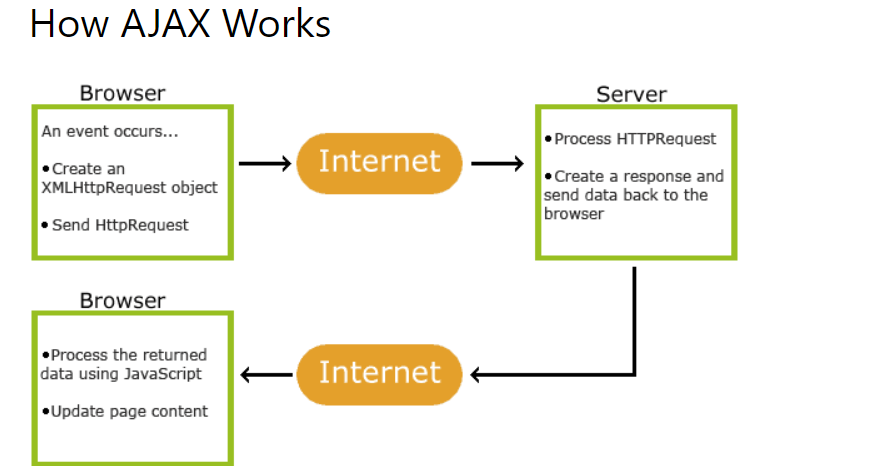 How AJAX Works
Browser
An event occurs...
•Create an
XMLHttpRequest object
• Send HttpRequest
Internet
Server
•Process HTTPRequest
•Create a response and
send data back to the
browser
Browser
•Process the returned
data using JavaScript
•Update page content
Internet